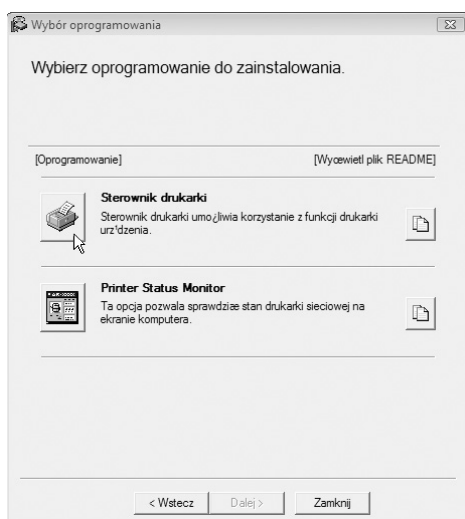 Wybór oprogramowania
Wybierz oprogramowanie do zainstalowania.
[Oprogramowanie] [Wyœwietl plik README]
Sterownik drukarki
Sterownik drukarki umo¿liwia korzystanie z funkcji drukarki
urz¹dzenia.
Printer Status Monitor
Ta opcja pozwala sprawdziæ stan drukarki sieciowej na
ekranie komputera.
< Wstecz Dalej > Zamknij